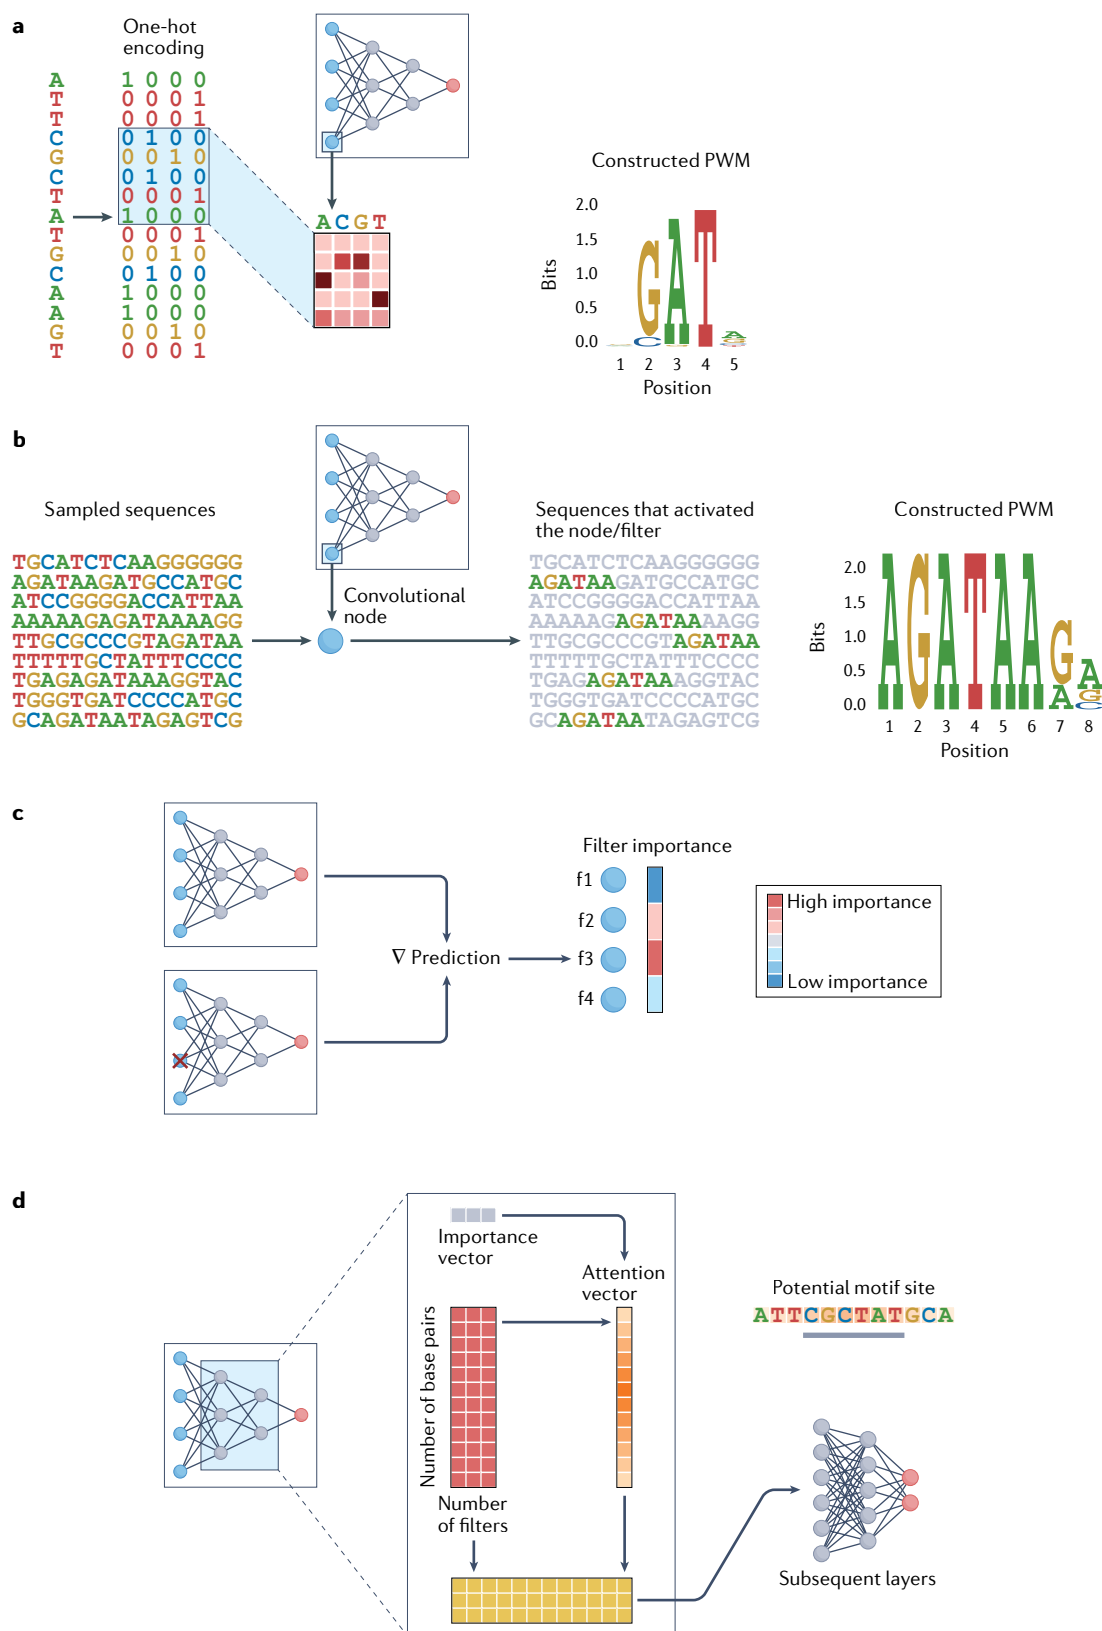 a
One-hot
encoding
A 1 0 0 0
T 0 0 0 1
T 0 0 0 1
C 0 1 0 0
G 0 0 1 0
C 0 1 0 0
T 0 0 0 1
A 1 0 0 0
T 0 0 0 1
G 0 0 1 0
C 0 1 0 0
A 1 0 0 0
A 1 0 0 0
G 0 0 1 0
T 0 0 0 1
A C G T
Constructed PWM
Bits
2.0
1.5
1.0
0.5
0.0
G A T A
C
1 2 3 4 5
Position
b
Sampled sequences
TGCATCTCAAGGGGGG
AGATAAGATGCCATGC
ATCCGGGGACCATTAA
AAAAAGAGATAAAAGG
TTGCGCCCGTAGATAA
TTTTTGCTATTTCCCC
TGAGAGATAAAGGTAC
TGGGTGATCCCCATGC
GCAGATAATAGAGTCG
Convolutional
node
Sequences that activated
the node/filter
TGCATCTCAAGGGGGG
AGATAAGATGCCATGC
ATCCGGGGACCATTAA
AAAAAGAGATAAAAGG
TTGCGCCCGTAGATAA
TTTTTGCTATTTCCCC
TGAGAGATAAAGGTAC
TGGGTGATCCCCATGC
GCAGATAATAGAGTCG
Constructed PWM
Bits
2.0
1.5
1.0
0.5
0.0
A G A T A A G A
A G
C
1 2 3 4 5 6 7 8
Position
c
∇ Prediction
Filter importance
f1
f2
f3
f4
High importance
Low importance
d
Importance
vector
Attention
vector
Number of base pairs
Number
of filters
Potential motif site
ATTCGCTATGCA
Subsequent layers